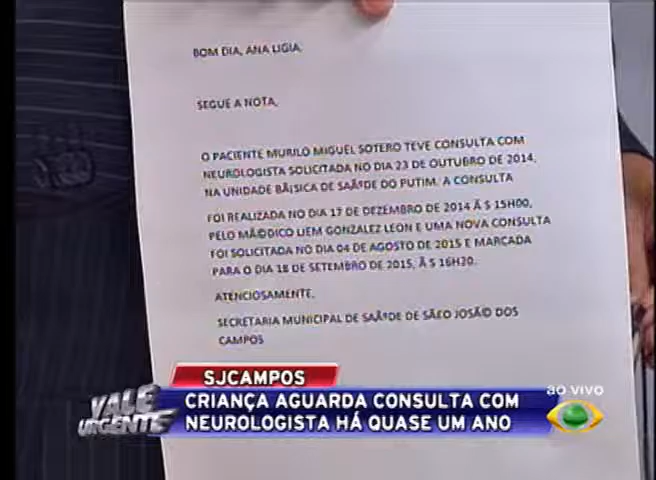 BOM DIA, ANA LIGIA
SEGUE A NOTA,
O PACIENTE MURILO MIGUEL SOTERO TEVE CONSULTA COM
NEUROLOGISTA SOLICITADA NO DIA 23 DE OUTUBRO DE 2014,
NA UNIDADE BÃ¡SICA DE SAÃºDE DO PUTIM. A CONSULTA
FOI REALIZADA NO DIA 17 DE DEZEMBRO DE 2014 Ã S 15H00,
PELO MÃ©DICO LIEM GONZALEZ LEON E UMA NOVA CONSULTA
FOI SOLICITADA NO DIA 04 DE AGOSTO DE 2015 E MARCADA
PARA O DIA 18 DE SETEMBRO DE 2015, Ã S 16H20.
ATENCIOSAMENTE,
SECRETARIA MUNICIPAL DE SAÃºDE DE SÃ£O JOSÃ© DOS
CAMPOS
SJCAMPOS
VALE URGENTE
CRIANÇA AGUARDA CONSULTA COM
NEUROLOGISTA HÁ QUASE UM ANO
AO VIVO